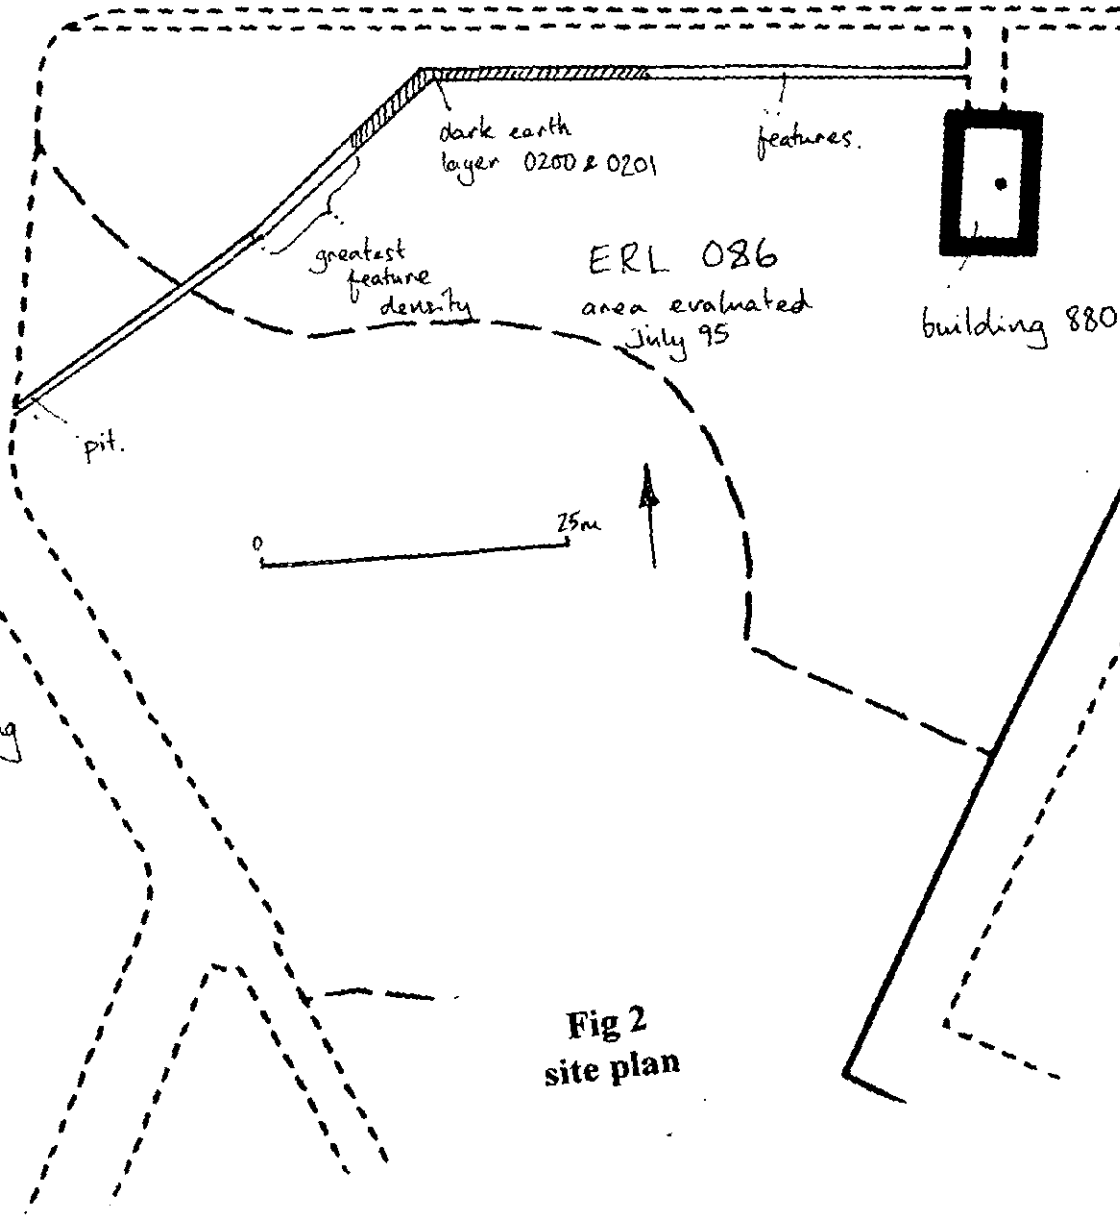 dark earth
layer 0200 & 0201
features.
greatest
feature
density
ERL 086
area evaluated
July 95
building 880
pit.
0
25m
Fig 2
site plan